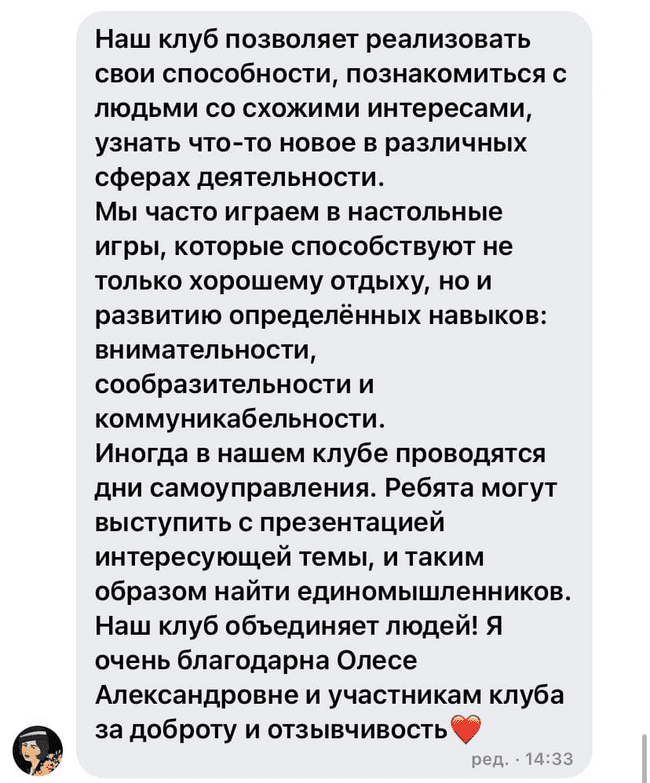 Наш клуб позволяет реализовать
свои способности, познакомиться с
людьми со схожими интересами,
узнать что-то новое в различных
сферах деятельности.
Мы часто играем в настольные
игры, которые способствуют не
только хорошему отдыху, но и
развитию определённых навыков:
внимательности,
сообразительности и
коммуникабельности.
Иногда в нашем клубе проводятся
дни самоуправления. Ребята могут
выступить с презентацией
интересующей темы, и таким
образом найти единомышленников.
Наш клуб объединяет людей! Я
очень благодарна Олесе
Александровне и участникам клуба
за доброту и отзывчивость❤️
ред. · 14:33